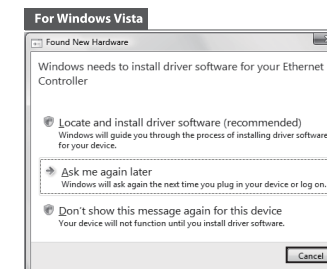 For Windows Vista
Found New Hardware
Windows needs to install driver software for your Ethernet
Controller
Locate and install driver software (recommended)
Windows will guide you through the process of installing driver software
for your device.
Ask me again later
Windows will ask again the next time you plug in your device or log on.
Don't show this message again for this device
Your device will not function until you install driver software.
Cancel